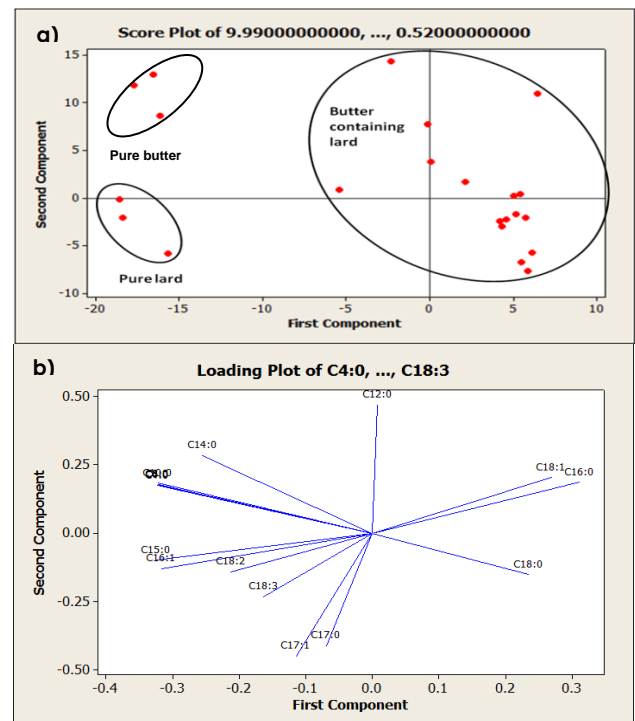 a)
Score Plot of 9.99000000000, ..., 0.52000000000
15
10
5
0
-5
-10
Second Component
Pure butter
Pure lard
Butter
containing
lard
-20
-15
-10
-5
0
5
10
First Component
b)
Loading Plot of C4:0, ..., C18:3
0.50
0.25
0.00
-0.25
-0.50
Second Component
C12:0
C14:0
C18:1
C16:0
C15:0
C16:1
C18:2
C18:3
C18:0
C17:0
C17:1
-0.4
-0.3
-0.2
-0.1
0.0
0.1
0.2
0.3
First Component